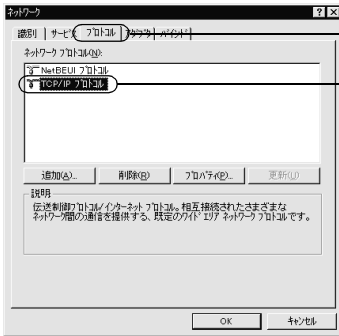 ネットワーク
識別 サービス プロトコル アダプタ バインド
ネットワーク プロトコル(N):
NetBEUI プロトコル
TCP/IP プロトコル
追加(A)... 削除(R) プロパティ(P)... 更新(U)
説明
伝送制御プロトコル/インターネット プロトコル。相互接続されたさまざまな
ネットワーク間の通信を提供する、既定のワイド エリア ネットワーク プロトコルです。
OK キャンセル